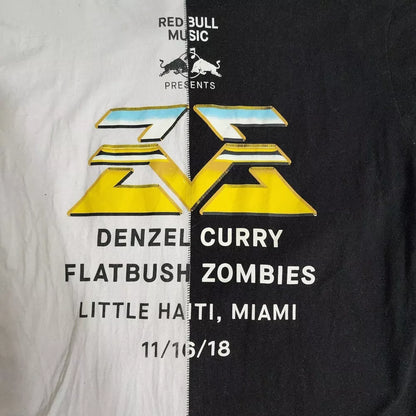 RED BULL
MUSIC
PRESENTS
DENZEL CURRY
FLATBUSH ZOMBIES
LITTLE HAITI, MIAMI
11/16/18